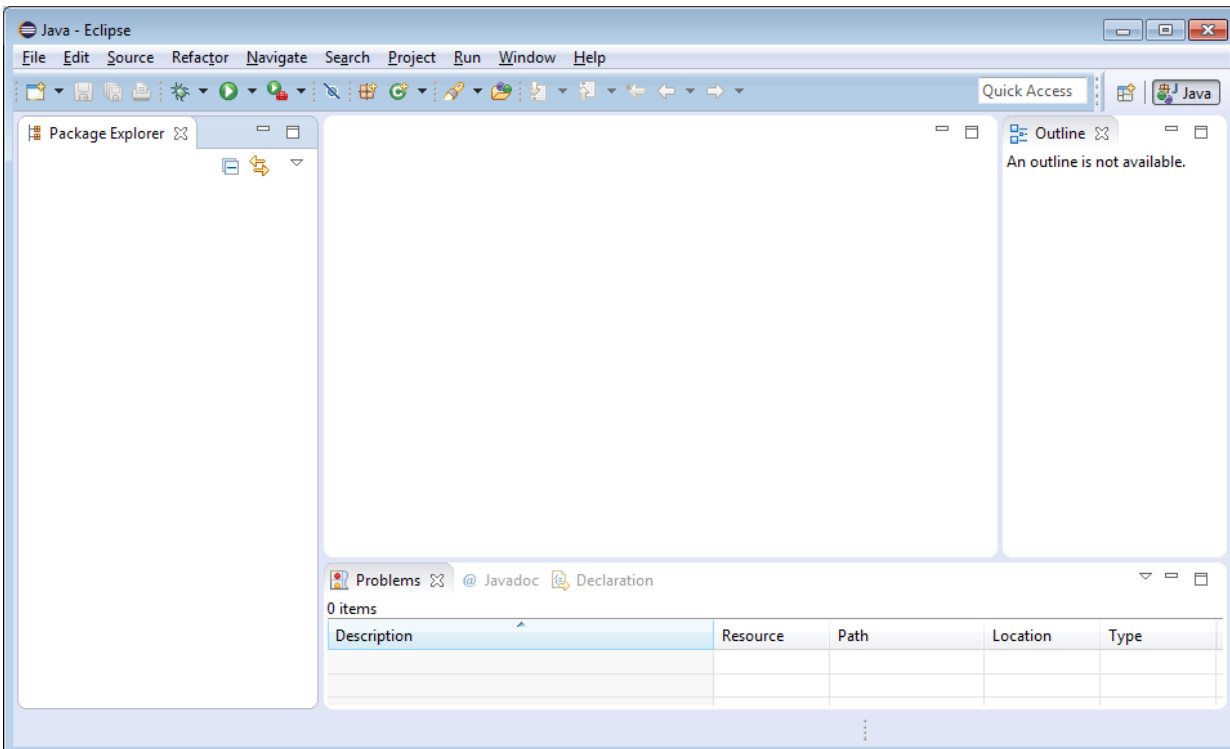 Java - Eclipse
File Edit Source Refactor Navigate Search Project Run Window Help
Quick Access Java
Package Explorer
Outline
An outline is not available.
Problems @ Javadoc Declaration
0 items
Description Resource Path Location Type